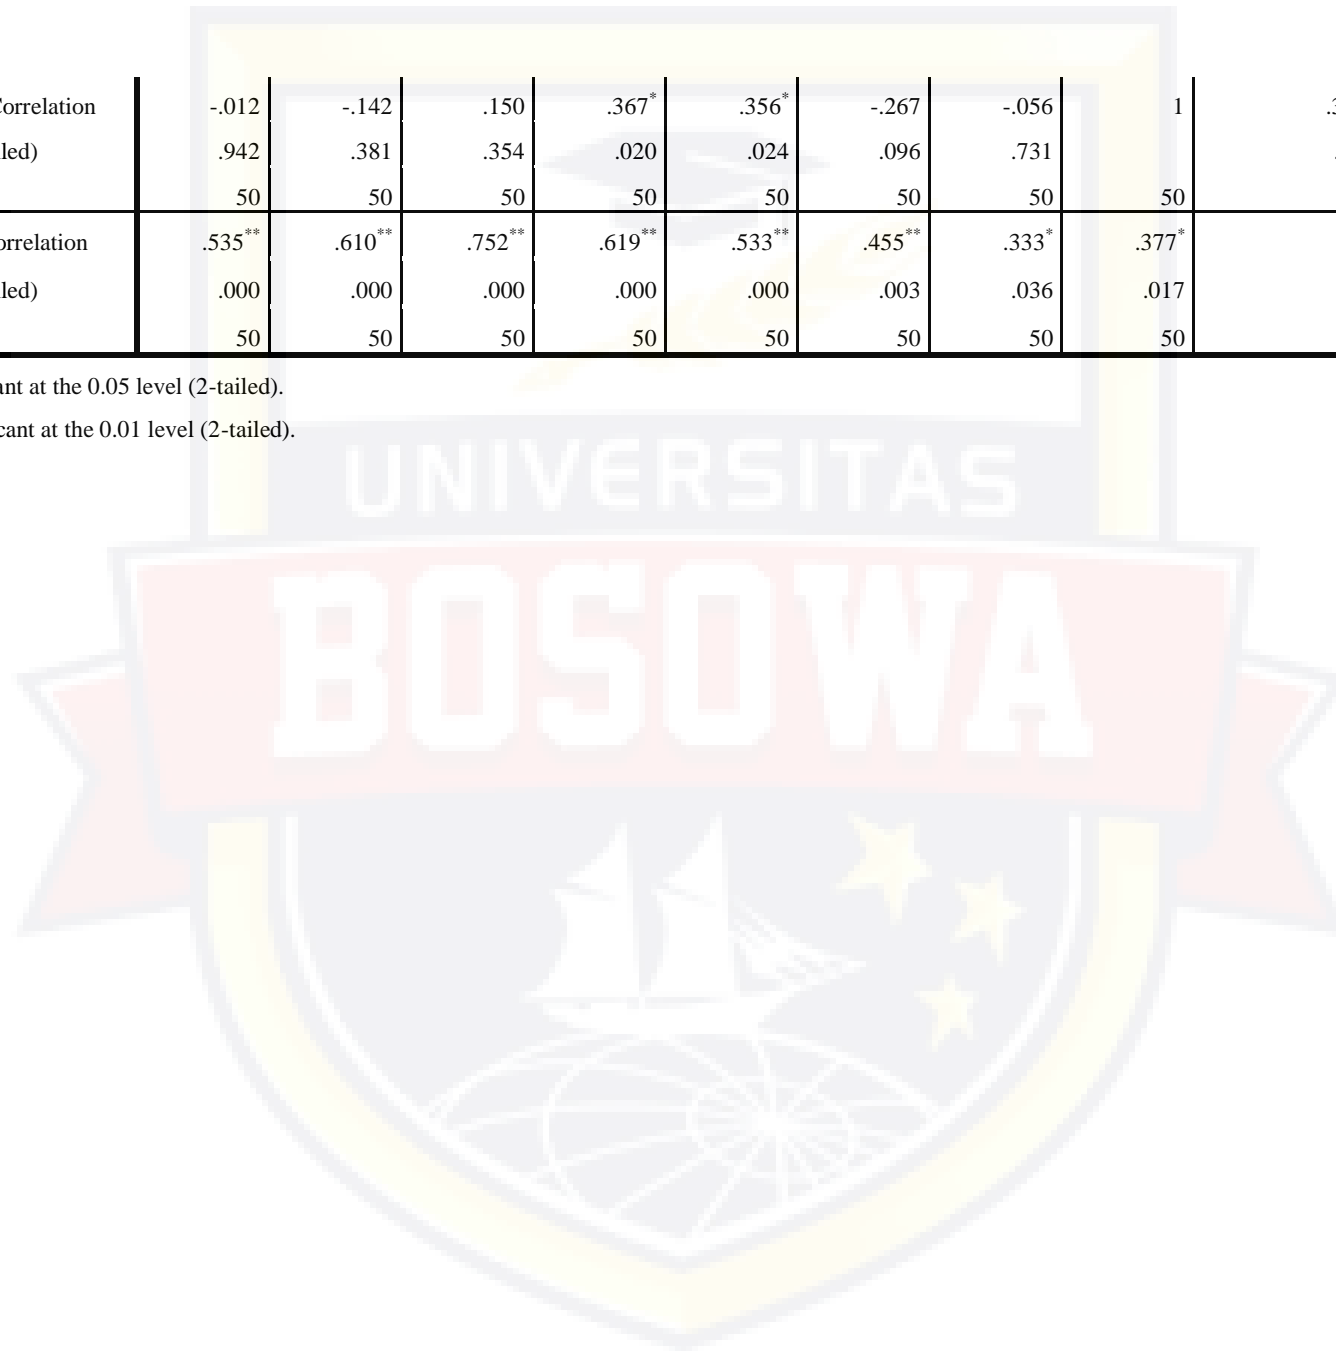 Correlation -.012 -.142 .150 .367* .356* -.267 -.056 1 .3
led) .942 .381 .354 .020 .024 .096 .731 .
50 50 50 50 50 50 50 50
orrelation .535** .610** .752** .619** .533** .455** .333* .377*
led) .000 .000 .000 .000 .000 .003 .036 .017
50 50 50 50 50 50 50 50
ant at the 0.05 level (2-tailed).
cant at the 0.01 level (2-tailed).
UNIVERSITAS
BOSOWA